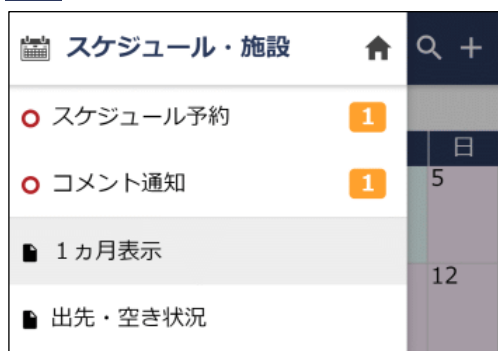 スケジュール・施設
スケジュール予約 1
コメント通知 1
1ヵ月表示
出先・空き状況
日
5
12